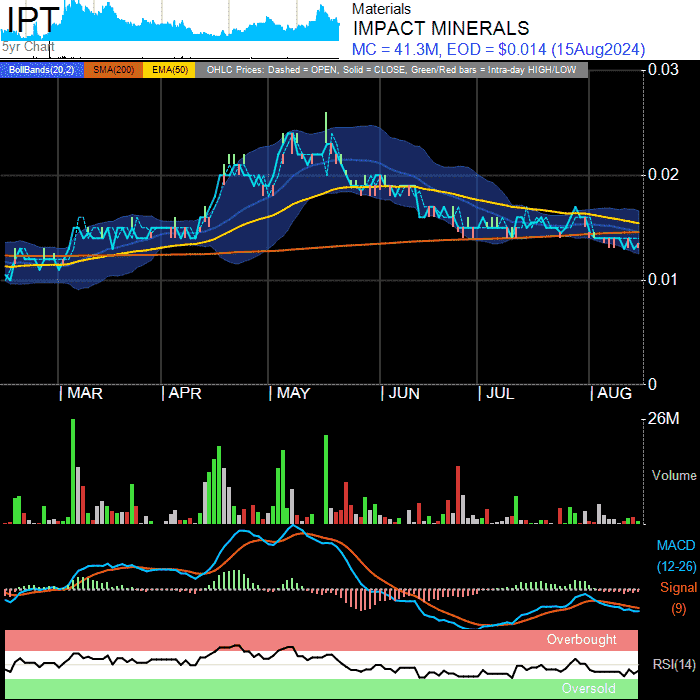 IPT
5yr Chart
Materials
IMPACT MINERALS
MC = 41.3M, EOD = $0.014 (15Aug2024)
BollBands(20,2) SMA(200) EMA(50) OHLC Prices: Dashed = OPEN, Solid = CLOSE, Green/Red bars = Intra-day HIGH/LOW
0.03
0.02
0.01
0
MAR APR MAY JUN JUL AUG
26M
Volume
MACD
(12-26)
Signal
(9)
Overbought
RSI(14)
Oversold